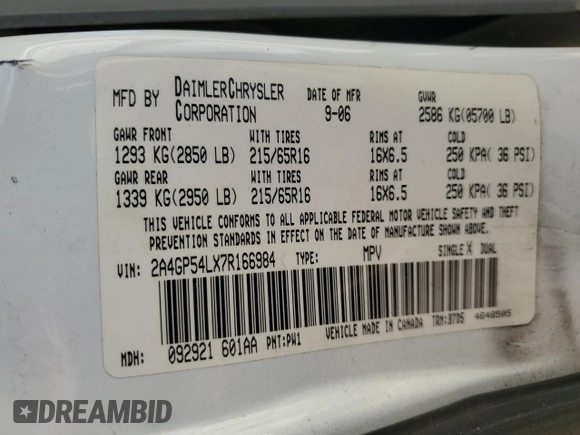 MFD BY DAIMLERCHRYSLER CORPORATION DATE OF MFR 9-06 GVWR 2586 KG(05700 LB)
GAWR FRONT WITH TIRES RIMS AT COLD
1293 KG(2850 LB) 215/65R16 16X6.5 250 KPA( 36 PSI)
GAWR REAR WITH TIRES RIMS AT COLD
1339 KG(2950 LB) 215/65R16 16X6.5 250 KPA( 36 PSI)
THIS VEHICLE CONFORMS TO ALL APPLICABLE FEDERAL MOTOR VEHICLE SAFETY AND THEFT
PREVENTION STANDARDS IN EFFECT ON THE DATE OF MANUFACTURE SHOWN ABOVE.
VIN: 2A4GP54LX7R166984 TYPE: MPV SINGLE X DUAL
VEHICLE MADE IN CANADA TRM:37D5 4648505
MDH: 092921 601AA PNT:PW1
DREAMBID